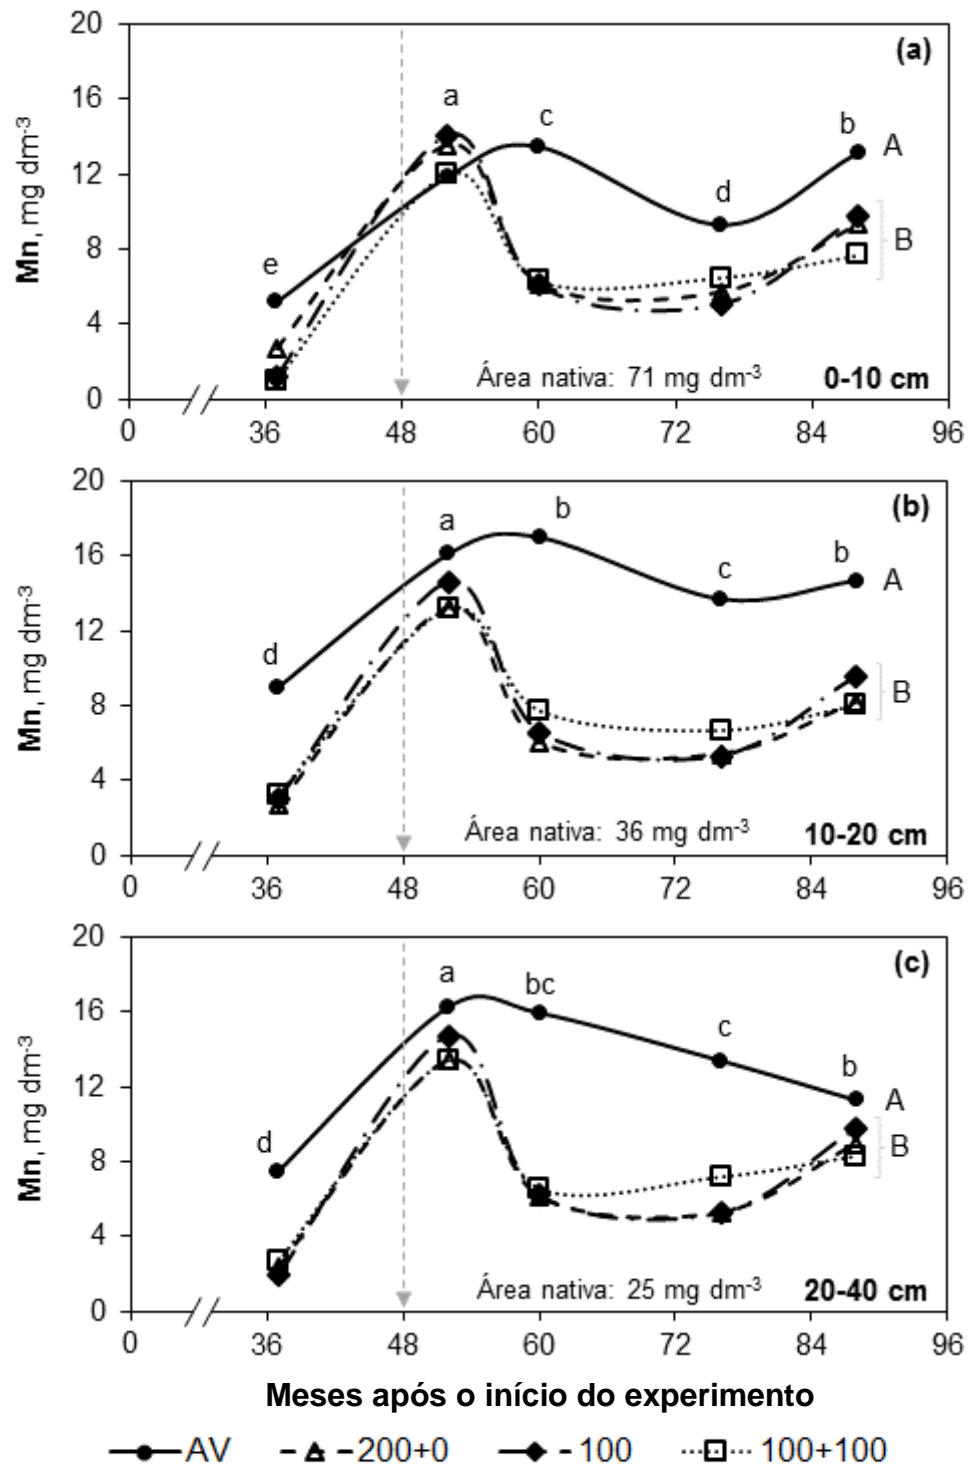 20
(a)
16
a
c
b
A
12
d
B
8
e
4
Área nativa: 71 mg dm-3
0-10 cm
0
Mn, mg dm-3
0 36 48 60 72 84 96
20
(b)
16
a
b
c
b
A
12
d
8
B
4
Área nativa: 36 mg dm-3
10-20 cm
0
Mn, mg dm-3
0 36 48 60 72 84 96
20
(c)
16
a
bc
c
b
A
12
d
B
8
4
Área nativa: 25 mg dm-3
20-40 cm
0
Mn, mg dm-3
0 36 48 60 72 84 96
Meses após o início do experimento
AV 200+0 100 100+100